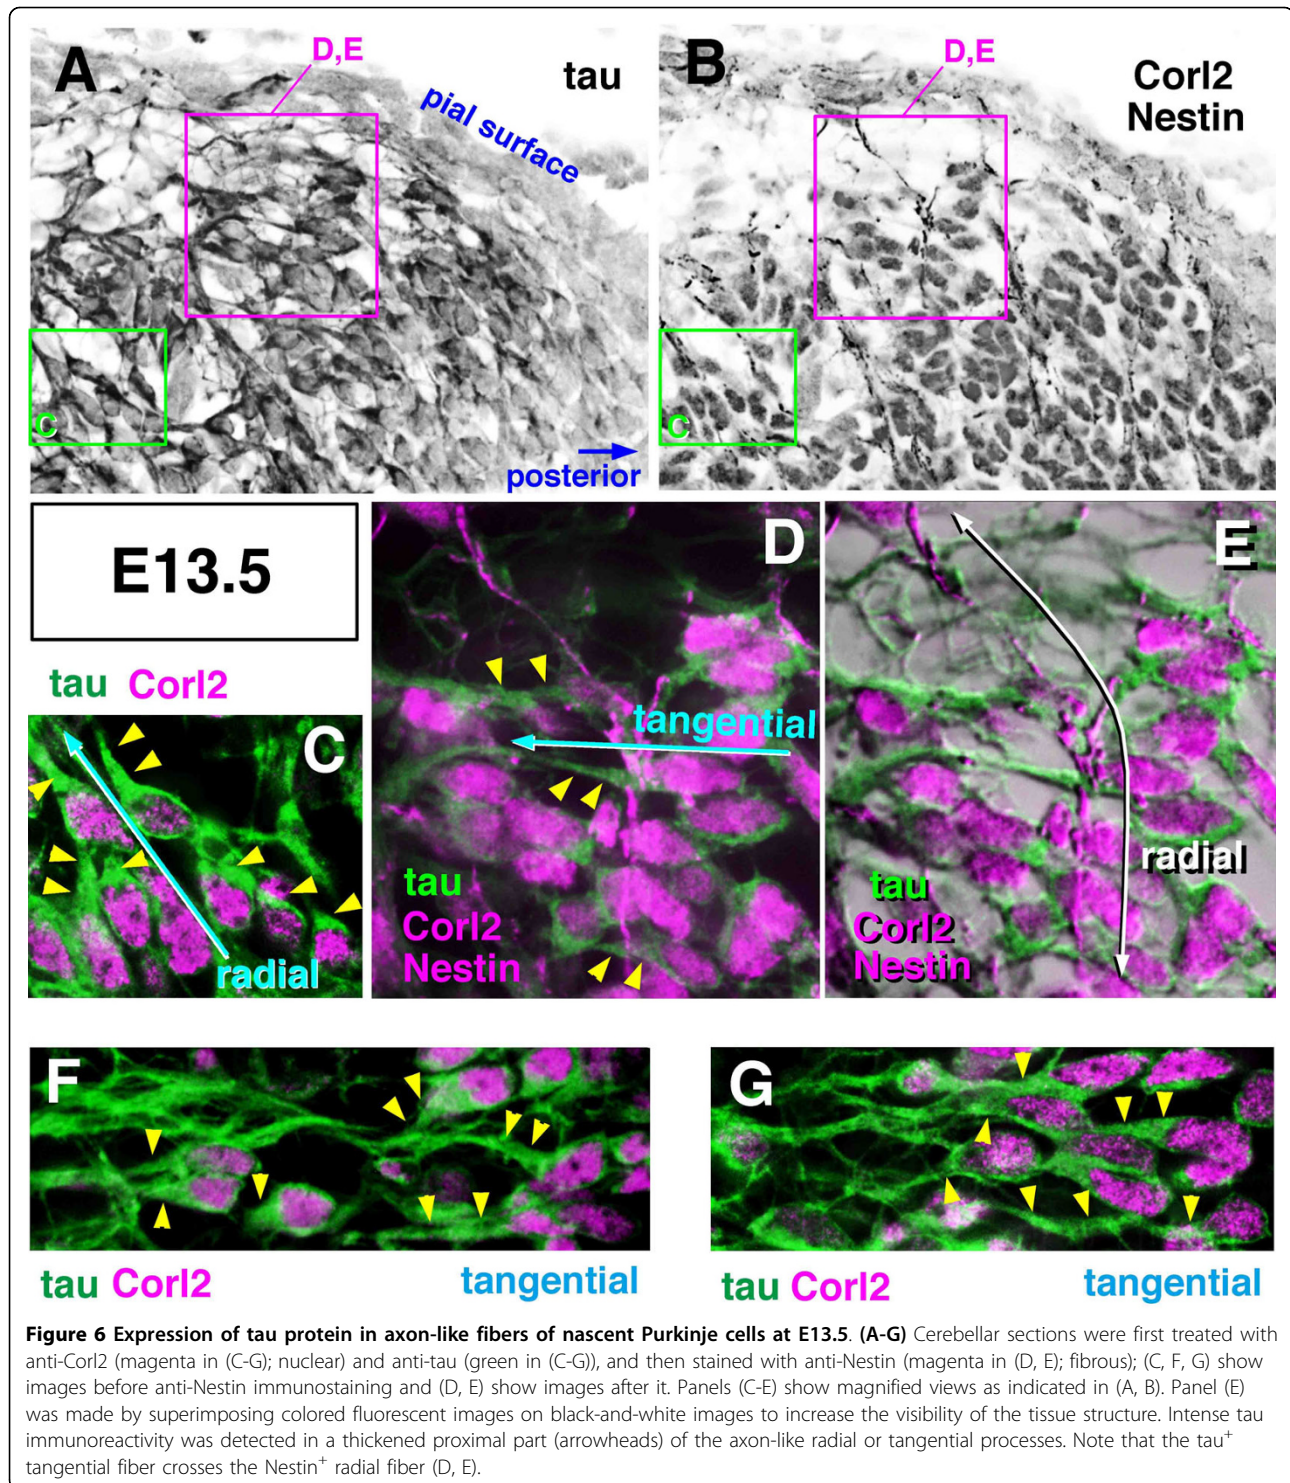 A
D,E
tau
pial surface
C
posterior
B
D,E
Corl2
Nestin
C
E13.5
tau Corl2
C
radial
D
tangential
tau
Corl2
Nestin
E
radial
tau
Corl2
Nestin
F
G
tau Corl2
tangential
tau Corl2
tangential
Figure 6 Expression of tau protein in axon-like fibers of nascent Purkinje cells at E13.5. (A-G) Cerebellar sections were first treated with
anti-Corl2 (magenta in (C-G); nuclear) and anti-tau (green in (C-G)), and then stained with anti-Nestin (magenta in (D, E); fibrous); (C, F, G) show
images before anti-Nestin immunostaining and (D, E) show images after it. Panels (C-E) show magnified views as indicated in (A, B). Panel (E)
was made by superimposing colored fluorescent images on black-and-white images to increase the visibility of the tissue structure. Intense tau
immunoreactivity was detected in a thickened proximal part (arrowheads) of the axon-like radial or tangential processes. Note that the tau⁺
tangential fiber crosses the Nestin⁺ radial fiber (D, E).